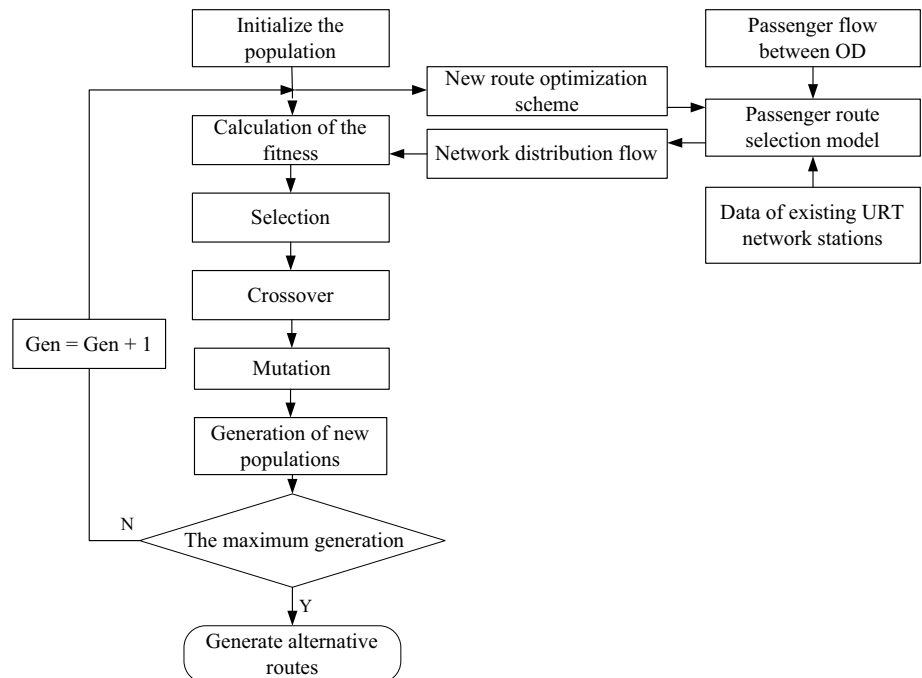 Initialize the
population
Passenger flow
between OD
New route optimization
scheme
Passenger route
selection model
Calculation of the
fitness
Network distribution flow
Selection
Data of existing URT
network stations
Crossover
Gen = Gen + 1
Mutation
Generation of new
populations
N
The maximum generation
Y
Generate alternative
routes